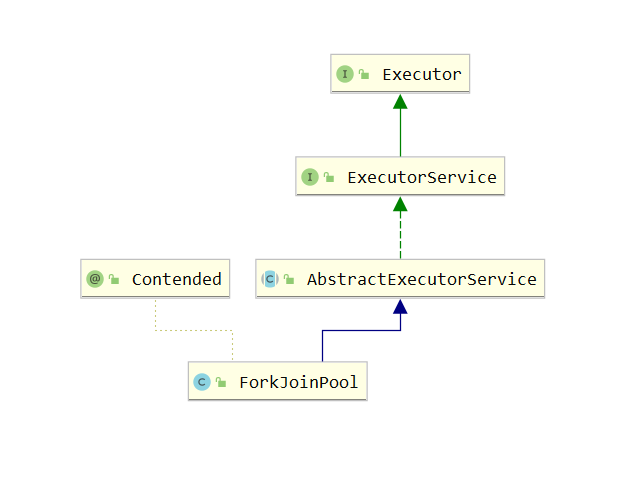 I Executor
I ExecutorService
@ Contended
C AbstractExecutorService
C ForkJoinPool